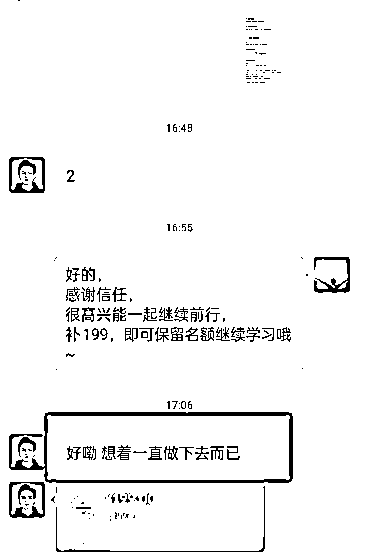 16:48
2
16:55
好的，
感谢信任，
很高兴能一起继续前行，
补199，即可保留名额继续学习哦
~
17:06
好嘞 想着一直做下去而已